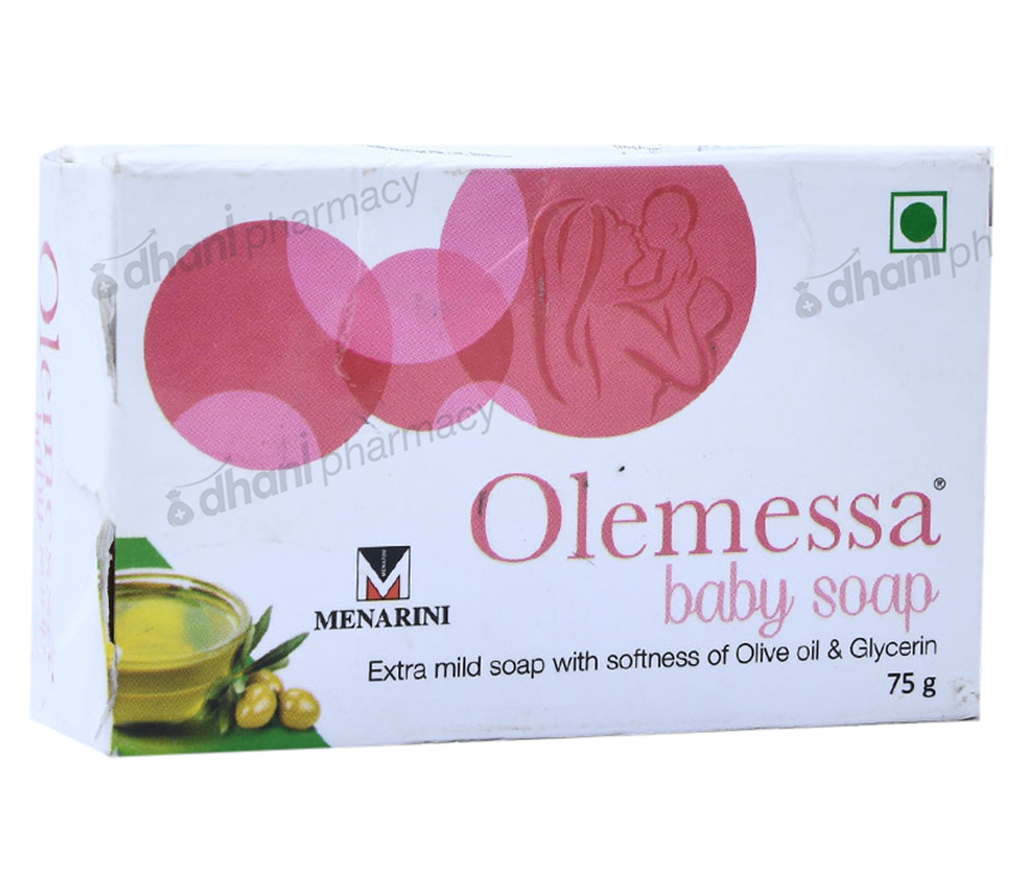 dhani pharmacy
dhani ph
dhani pharmacy
Olemessa®
baby soap
MENARINI
Extra mild soap with softness of Olive oil & Glycerin
75 g